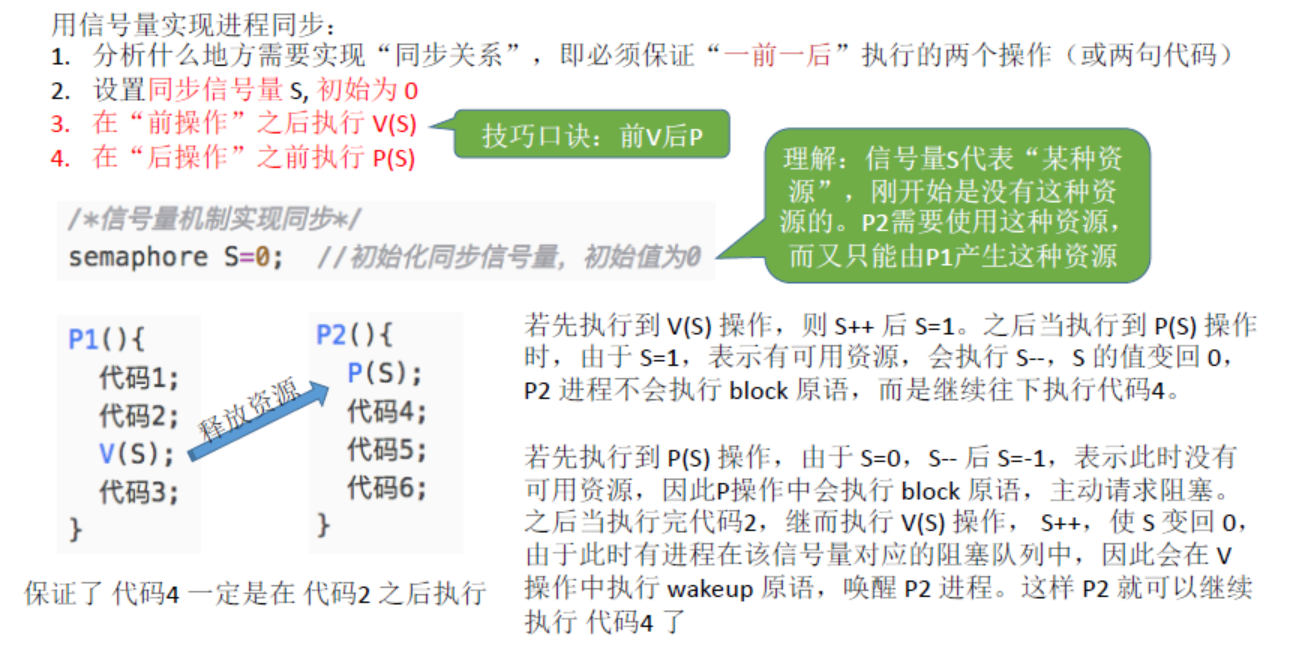 用信号量实现进程同步：
1. 分析什么地方需要实现“同步关系”，即必须保证“一前一后”执行的两个操作（或两句代码）
2. 设置同步信号量 S, 初始为 0
3. 在“前操作”之后执行 V(S)
4. 在“后操作”之前执行 P(S)
技巧口诀：前V后P
理解：信号量S代表“某种资
源”，刚开始是没有这种资
源的。P2需要使用这种资源，
而又只能由P1产生这种资源
/*信号量机制实现同步*/
semaphore S=0; //初始化同步信号量，初始值为0
P1(){
代码1;
代码2;
V(S);
代码3;
}
释放资源
P2(){
P(S);
代码4;
代码5;
代码6;
}
保证了 代码4 一定是在 代码2 之后执行
若先执行到 V(S) 操作，则 S++ 后 S=1。之后当执行到 P(S) 操作
时，由于 S=1，表示有可用资源，会执行 S--，S 的值变回 0，
P2 进程不会执行 block 原语，而是继续往下执行代码4。
若先执行到 P(S) 操作，由于 S=0，S-- 后 S=-1，表示此时没有
可用资源，因此P操作中会执行 block 原语，主动请求阻塞。
之后当执行完代码2，继而执行 V(S) 操作， S++，使 S 变回 0，
由于此时有进程在该信号量对应的阻塞队列中，因此会在 V
操作中执行 wakeup 原语，唤醒 P2 进程。这样 P2 就可以继续
执行 代码4 了